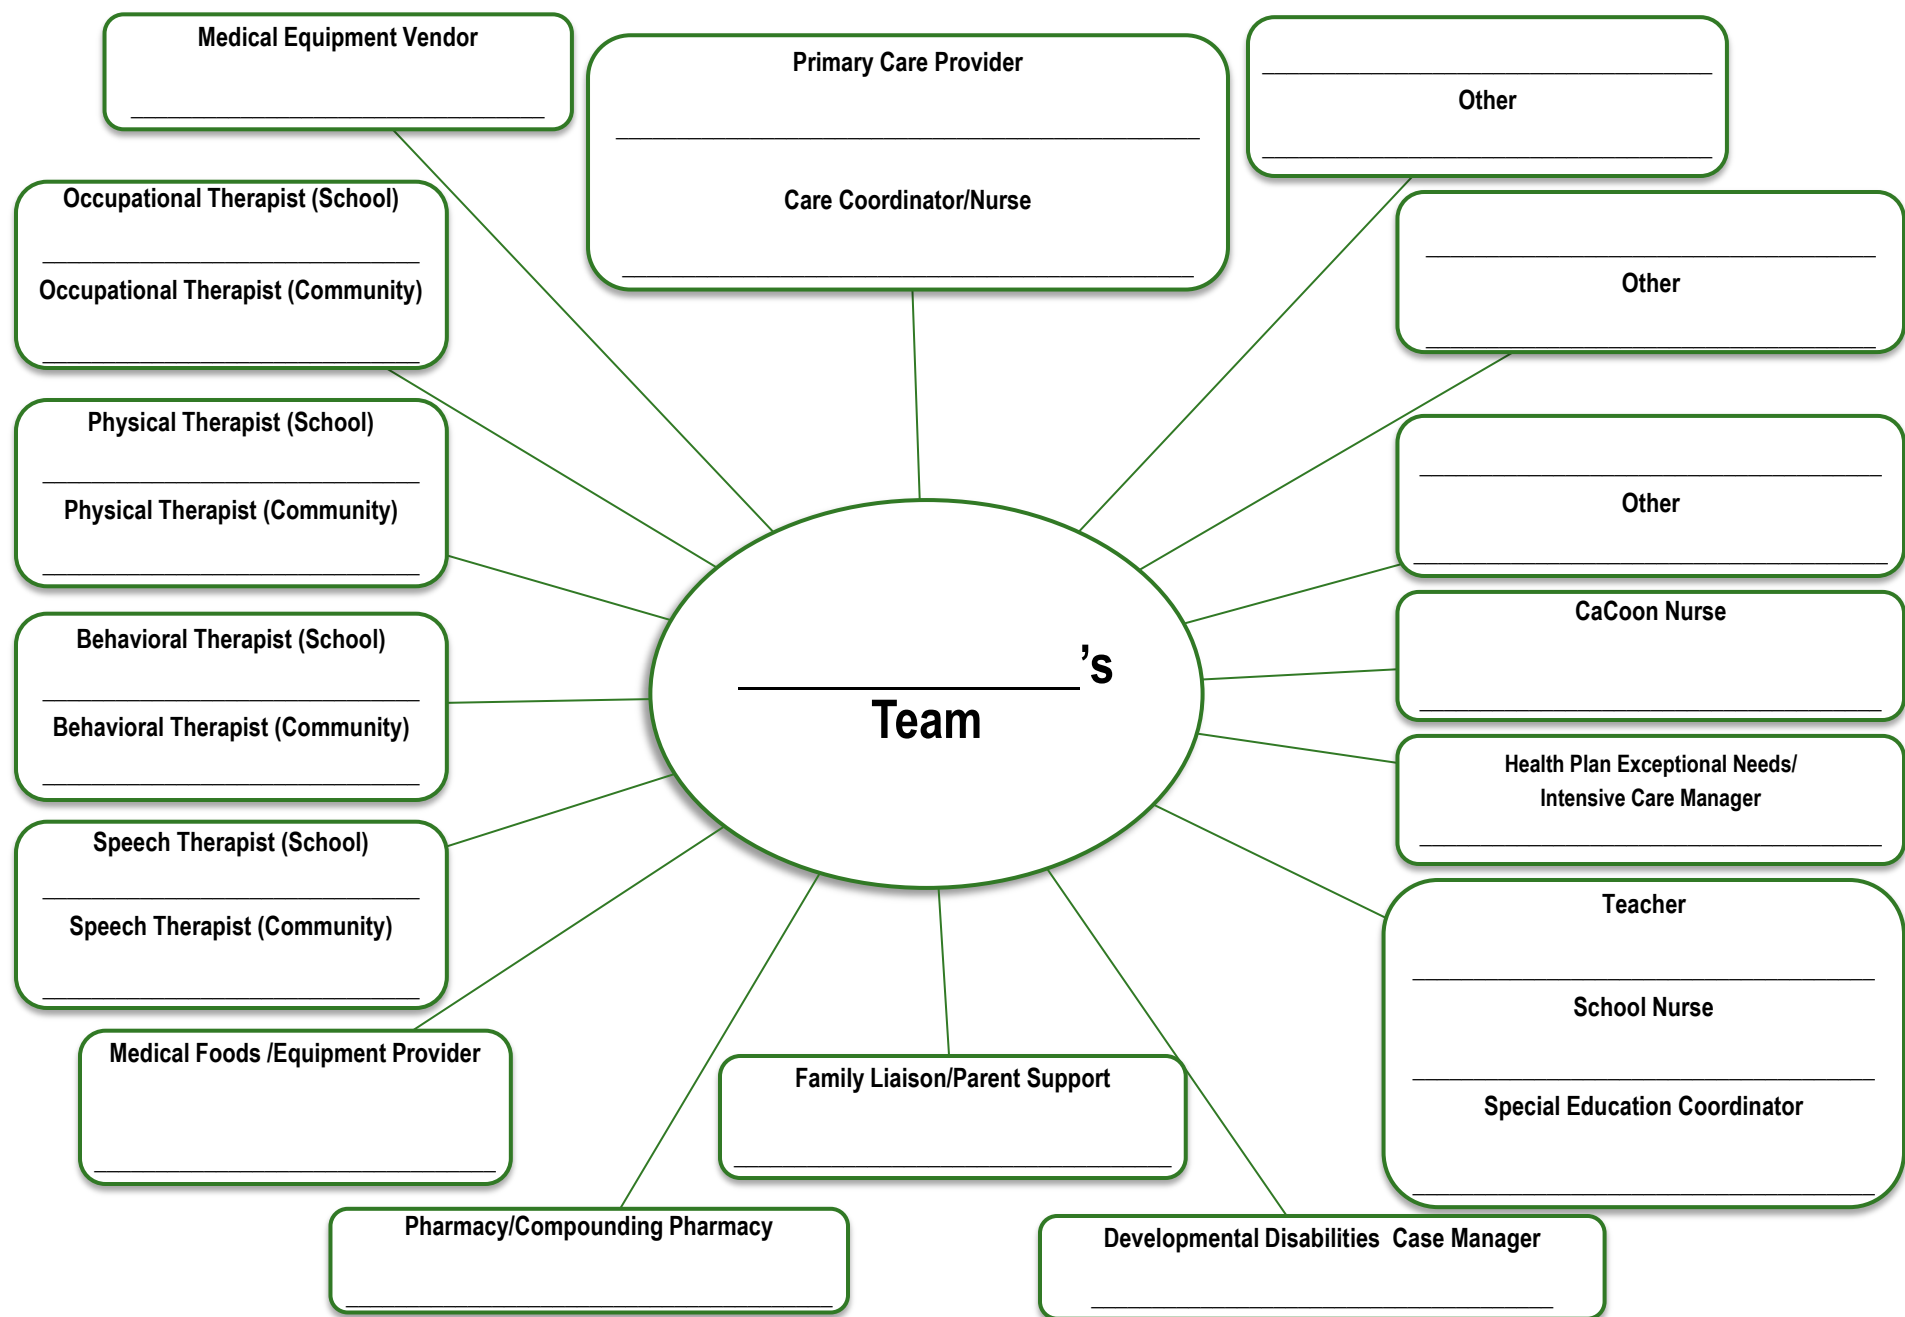 Medical Equipment Vendor
Primary Care Provider
Care Coordinator/Nurse
Other
Occupational Therapist (School)
Occupational Therapist (Community)
Other
Physical Therapist (School)
Physical Therapist (Community)
Other
Behavioral Therapist (School)
Behavioral Therapist (Community)
____________’s
Team
CaCoon Nurse
Health Plan Exceptional Needs/
Intensive Care Manager
Speech Therapist (School)
Speech Therapist (Community)
Teacher
School Nurse
Special Education Coordinator
Medical Foods /Equipment Provider
Family Liaison/Parent Support
Pharmacy/Compounding Pharmacy
Developmental Disabilities  Case Manager